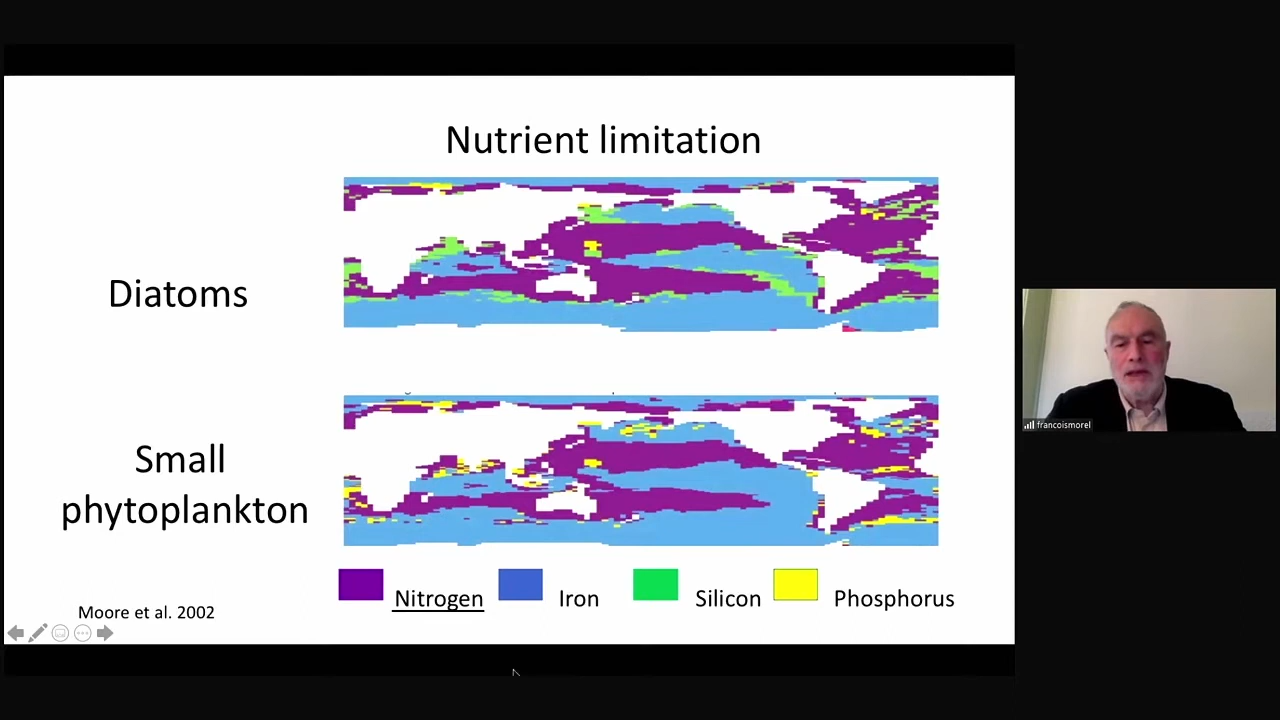 Nutrient limitation
Diatoms
Small
phytoplankton
Nitrogen
Iron
Silicon
Phosphorus
Moore et al. 2002
francoismorel